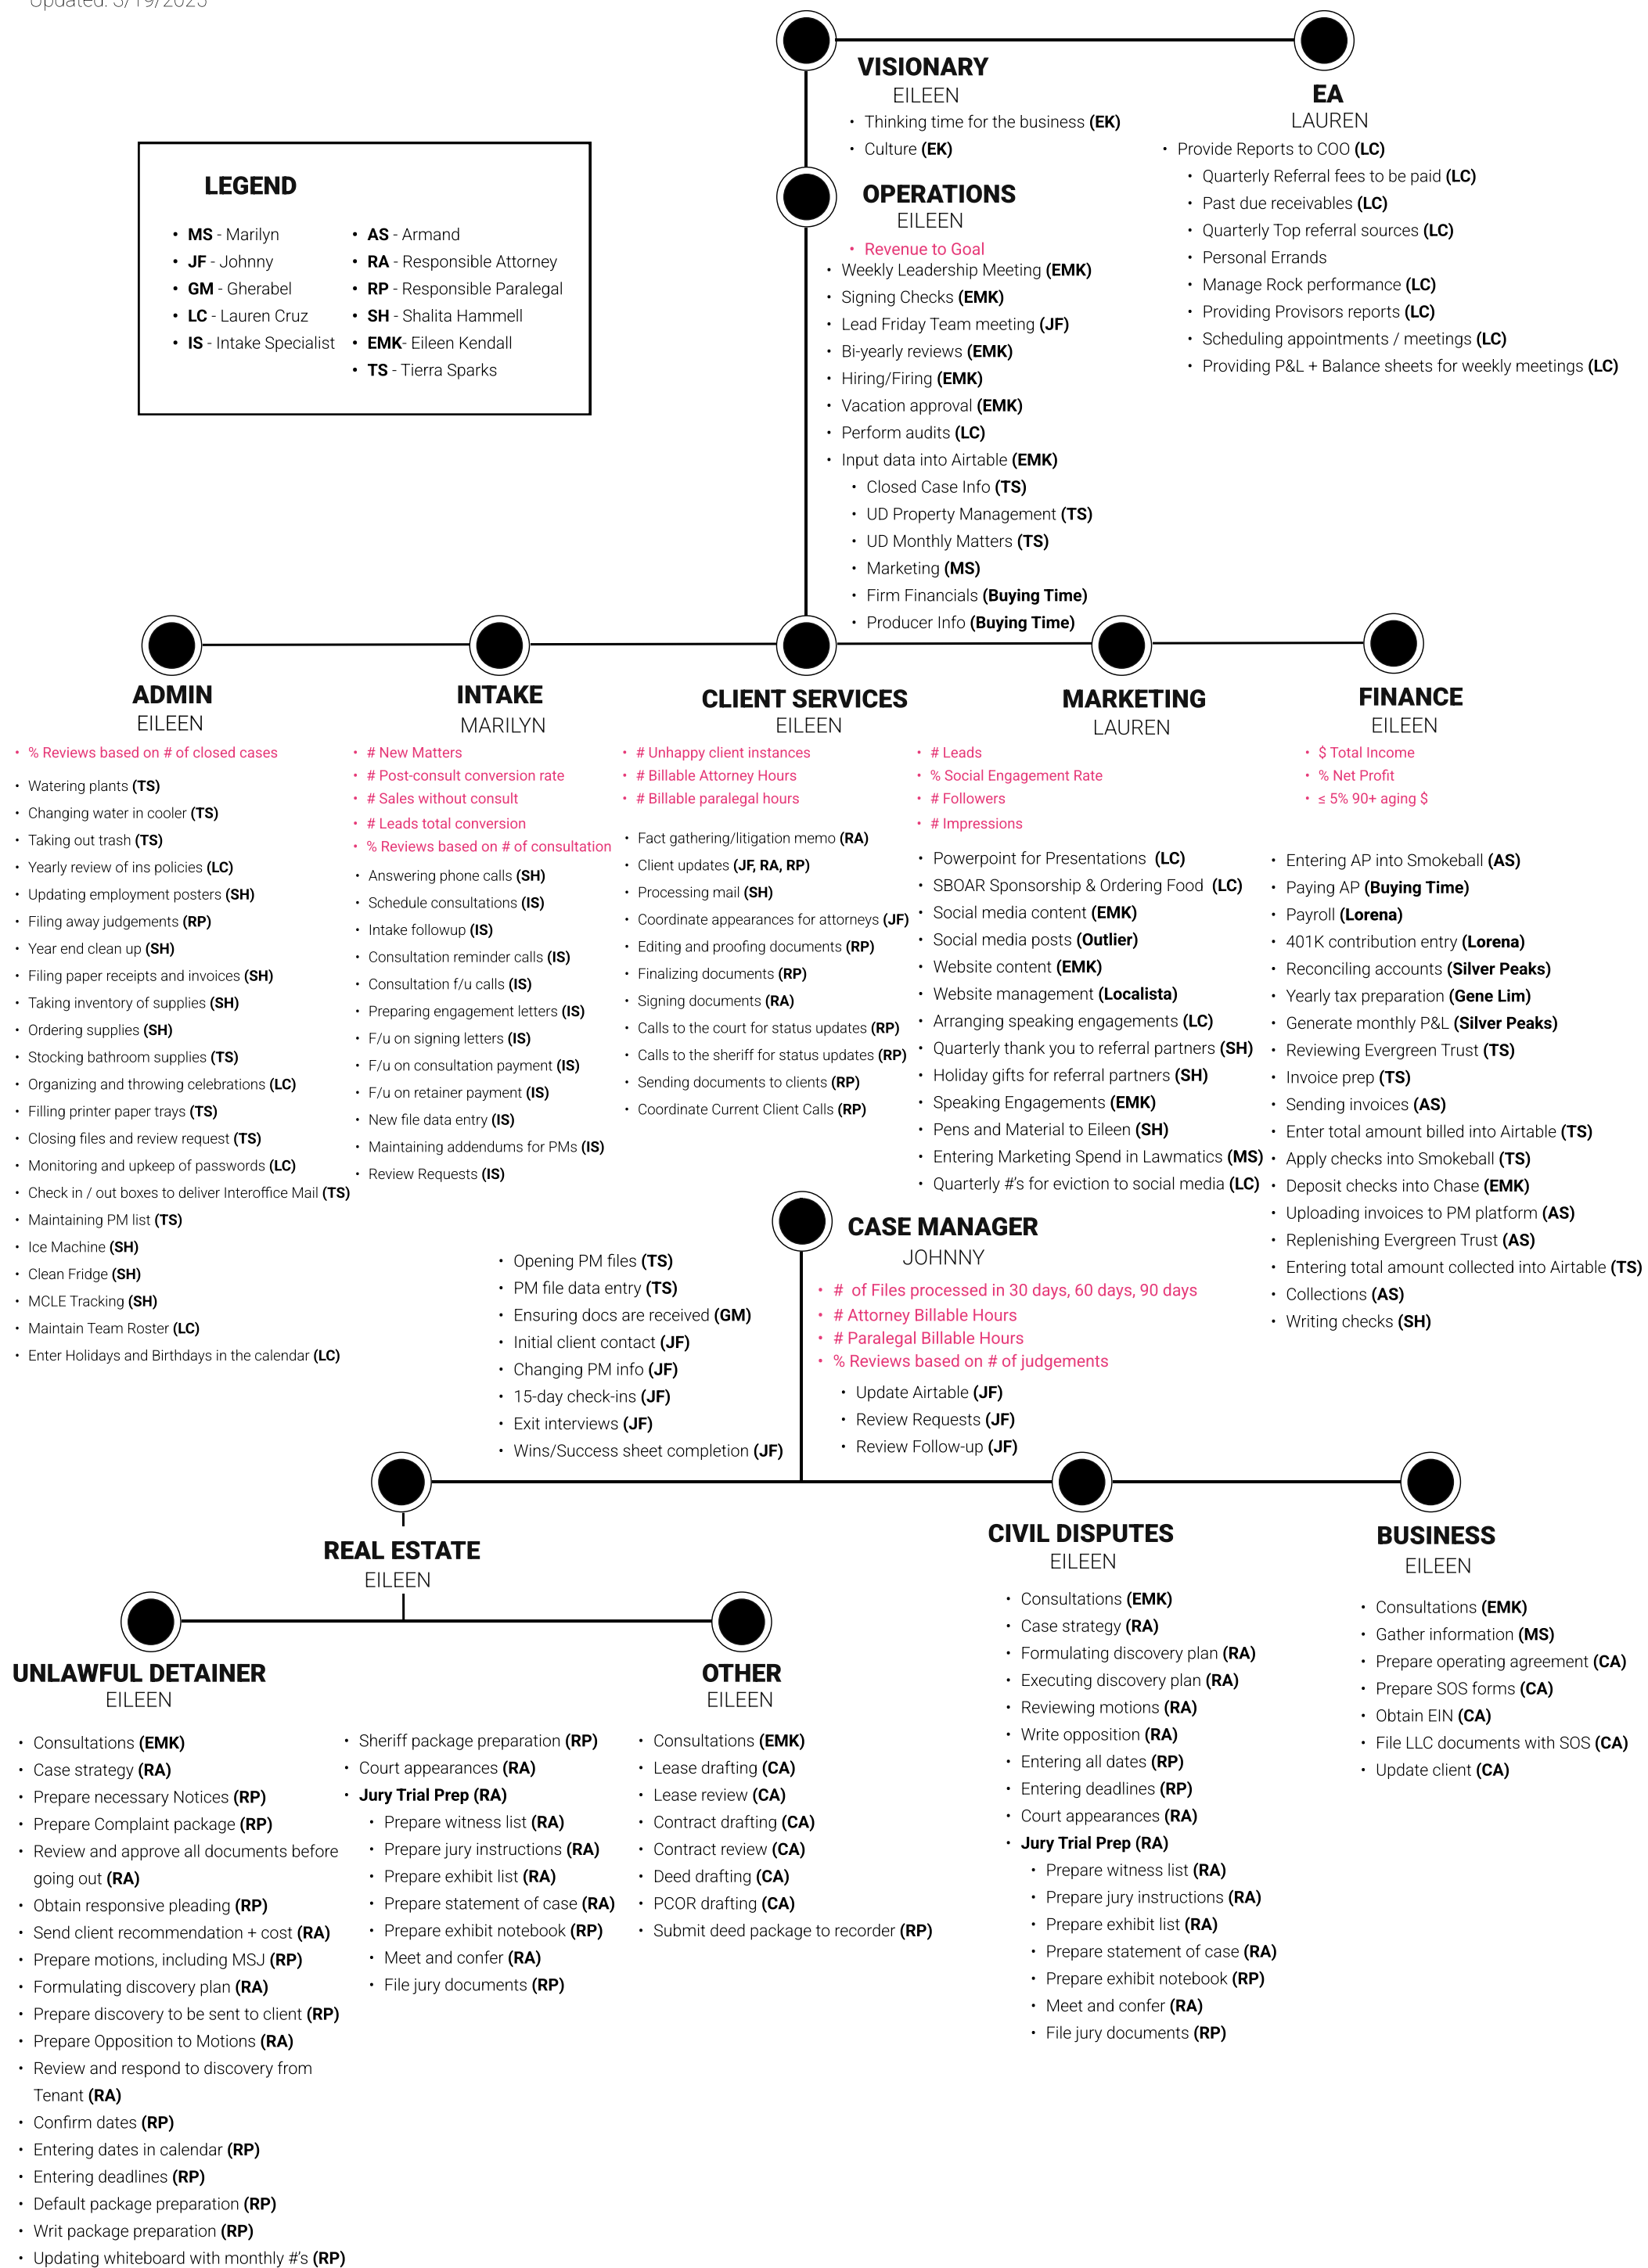 Updated: 3/19/2025
VISIONARY
EILEEN
• Thinking time for the business (EK)
• Culture (EK)
EA
LAUREN
• Provide Reports to COO (LC)
• Quarterly Referral fees to be paid (LC)
• Past due receivables (LC)
• Quarterly Top referral sources (LC)
• Personal Errands
• Manage Rock performance (LC)
• Providing Provisors reports (LC)
• Scheduling appointments / meetings (LC)
• Providing P&L + Balance sheets for weekly meetings (LC)
LEGEND
• MS - Marilyn
• JF - Johnny
• GM - Gherabel
• LC - Lauren Cruz
• IS - Intake Specialist
• AS - Armand
• RA - Responsible Attorney
• RP - Responsible Paralegal
• SH - Shalita Hammell
• EMK- Eileen Kendall
• TS - Tierra Sparks
OPERATIONS
EILEEN
• Revenue to Goal
• Weekly Leadership Meeting (EMK)
• Signing Checks (EMK)
• Lead Friday Team meeting (JF)
• Bi-yearly reviews (EMK)
• Hiring/Firing (EMK)
• Vacation approval (EMK)
• Perform audits (LC)
• Input data into Airtable (EMK)
• Closed Case Info (TS)
• UD Property Management (TS)
• UD Monthly Matters (TS)
• Marketing (MS)
• Firm Financials (Buying Time)
• Producer Info (Buying Time)
ADMIN
EILEEN
• % Reviews based on # of closed cases
• Watering plants (TS)
• Changing water in cooler (TS)
• Taking out trash (TS)
• Yearly review of ins policies (LC)
• Updating employment posters (SH)
• Filing away judgements (RP)
• Year end clean up (SH)
• Filing paper receipts and invoices (SH)
• Taking inventory of supplies (SH)
• Ordering supplies (SH)
• Stocking bathroom supplies (TS)
• Organizing and throwing celebrations (LC)
• Filling printer paper trays (TS)
• Closing files and review request (TS)
• Monitoring and upkeep of passwords (LC)
• Check in / out boxes to deliver Interoffice Mail (TS)
• Maintaining PM list (TS)
• Ice Machine (SH)
• Clean Fridge (SH)
• MCLE Tracking (SH)
• Maintain Team Roster (LC)
• Enter Holidays and Birthdays in the calendar (LC)
INTAKE
MARILYN
• # New Matters
• # Post-consult conversion rate
• # Sales without consult
• # Leads total conversion
• % Reviews based on # of consultation
• Answering phone calls (SH)
• Schedule consultations (IS)
• Intake followup (IS)
• Consultation reminder calls (IS)
• Consultation f/u calls (IS)
• Preparing engagement letters (IS)
• F/u on signing letters (IS)
• F/u on consultation payment (IS)
• F/u on retainer payment (IS)
• New file data entry (IS)
• Maintaining addendums for PMs (IS)
• Review Requests (IS)
CLIENT SERVICES
EILEEN
• # Unhappy client instances
• # Billable Attorney Hours
• # Billable paralegal hours
• Fact gathering/litigation memo (RA)
• Client updates (JF, RA, RP)
• Processing mail (SH)
• Coordinate appearances for attorneys (JF)
• Editing and proofing documents (RP)
• Finalizing documents (RP)
• Signing documents (RA)
• Calls to the court for status updates (RP)
• Calls to the sheriff for status updates (RP)
• Sending documents to clients (RP)
• Coordinate Current Client Calls (RP)
MARKETING
LAUREN
• # Leads
• % Social Engagement Rate
• # Followers
• # Impressions
• Powerpoint for Presentations (LC)
• SBOAR Sponsorship & Ordering Food (LC)
• Social media content (EMK)
• Social media posts (Outlier)
• Website content (EMK)
• Website management (Localista)
• Arranging speaking engagements (LC)
• Quarterly thank you to referral partners (SH)
• Holiday gifts for referral partners (SH)
• Speaking Engagements (EMK)
• Pens and Material to Eileen (SH)
• Entering Marketing Spend in Lawmatics (MS)
• Quarterly #'s for eviction to social media (LC)
FINANCE
EILEEN
• $ Total Income
• % Net Profit
• ≤ 5% 90+ aging $
• Entering AP into Smokeball (AS)
• Paying AP (Buying Time)
• Payroll (Lorena)
• 401K contribution entry (Lorena)
• Reconciling accounts (Silver Peaks)
• Yearly tax preparation (Gene Lim)
• Generate monthly P&L (Silver Peaks)
• Reviewing Evergreen Trust (TS)
• Invoice prep (TS)
• Sending invoices (AS)
• Enter total amount billed into Airtable (TS)
• Apply checks into Smokeball (TS)
• Deposit checks into Chase (EMK)
• Uploading invoices to PM platform (AS)
• Replenishing Evergreen Trust (AS)
• Entering total amount collected into Airtable (TS)
• Collections (AS)
• Writing checks (SH)
• Opening PM files (TS)
• PM file data entry (TS)
• Ensuring docs are received (GM)
• Initial client contact (JF)
• Changing PM info (JF)
• 15-day check-ins (JF)
• Exit interviews (JF)
• Wins/Success sheet completion (JF)
CASE MANAGER
JOHNNY
• # of Files processed in 30 days, 60 days, 90 days
• # Attorney Billable Hours
• # Paralegal Billable Hours
• % Reviews based on # of judgements
• Update Airtable (JF)
• Review Requests (JF)
• Review Follow-up (JF)
REAL ESTATE
EILEEN
UNLAWFUL DETAINER
EILEEN
• Consultations (EMK)
• Case strategy (RA)
• Prepare necessary Notices (RP)
• Prepare Complaint package (RP)
• Review and approve all documents before
going out (RA)
• Obtain responsive pleading (RP)
• Send client recommendation + cost (RA)
• Prepare motions, including MSJ (RP)
• Formulating discovery plan (RA)
• Prepare discovery to be sent to client (RP)
• Prepare Opposition to Motions (RA)
• Review and respond to discovery from
Tenant (RA)
• Confirm dates (RP)
• Entering dates in calendar (RP)
• Entering deadlines (RP)
• Default package preparation (RP)
• Writ package preparation (RP)
• Updating whiteboard with monthly #'s (RP)
• Sheriff package preparation (RP)
• Court appearances (RA)
• Jury Trial Prep (RA)
• Prepare witness list (RA)
• Prepare jury instructions (RA)
• Prepare exhibit list (RA)
• Prepare statement of case (RA)
• Prepare exhibit notebook (RP)
• Meet and confer (RA)
• File jury documents (RP)
OTHER
EILEEN
• Consultations (EMK)
• Lease drafting (CA)
• Lease review (CA)
• Contract drafting (CA)
• Contract review (CA)
• Deed drafting (CA)
• PCOR drafting (CA)
• Submit deed package to recorder (RP)
CIVIL DISPUTES
EILEEN
• Consultations (EMK)
• Case strategy (RA)
• Formulating discovery plan (RA)
• Executing discovery plan (RA)
• Reviewing motions (RA)
• Write opposition (RA)
• Entering all dates (RP)
• Entering deadlines (RP)
• Court appearances (RA)
• Jury Trial Prep (RA)
• Prepare witness list (RA)
• Prepare jury instructions (RA)
• Prepare exhibit list (RA)
• Prepare statement of case (RA)
• Prepare exhibit notebook (RP)
• Meet and confer (RA)
• File jury documents (RP)
BUSINESS
EILEEN
• Consultations (EMK)
• Gather information (MS)
• Prepare operating agreement (CA)
• Prepare SOS forms (CA)
• Obtain EIN (CA)
• File LLC documents with SOS (CA)
• Update client (CA)